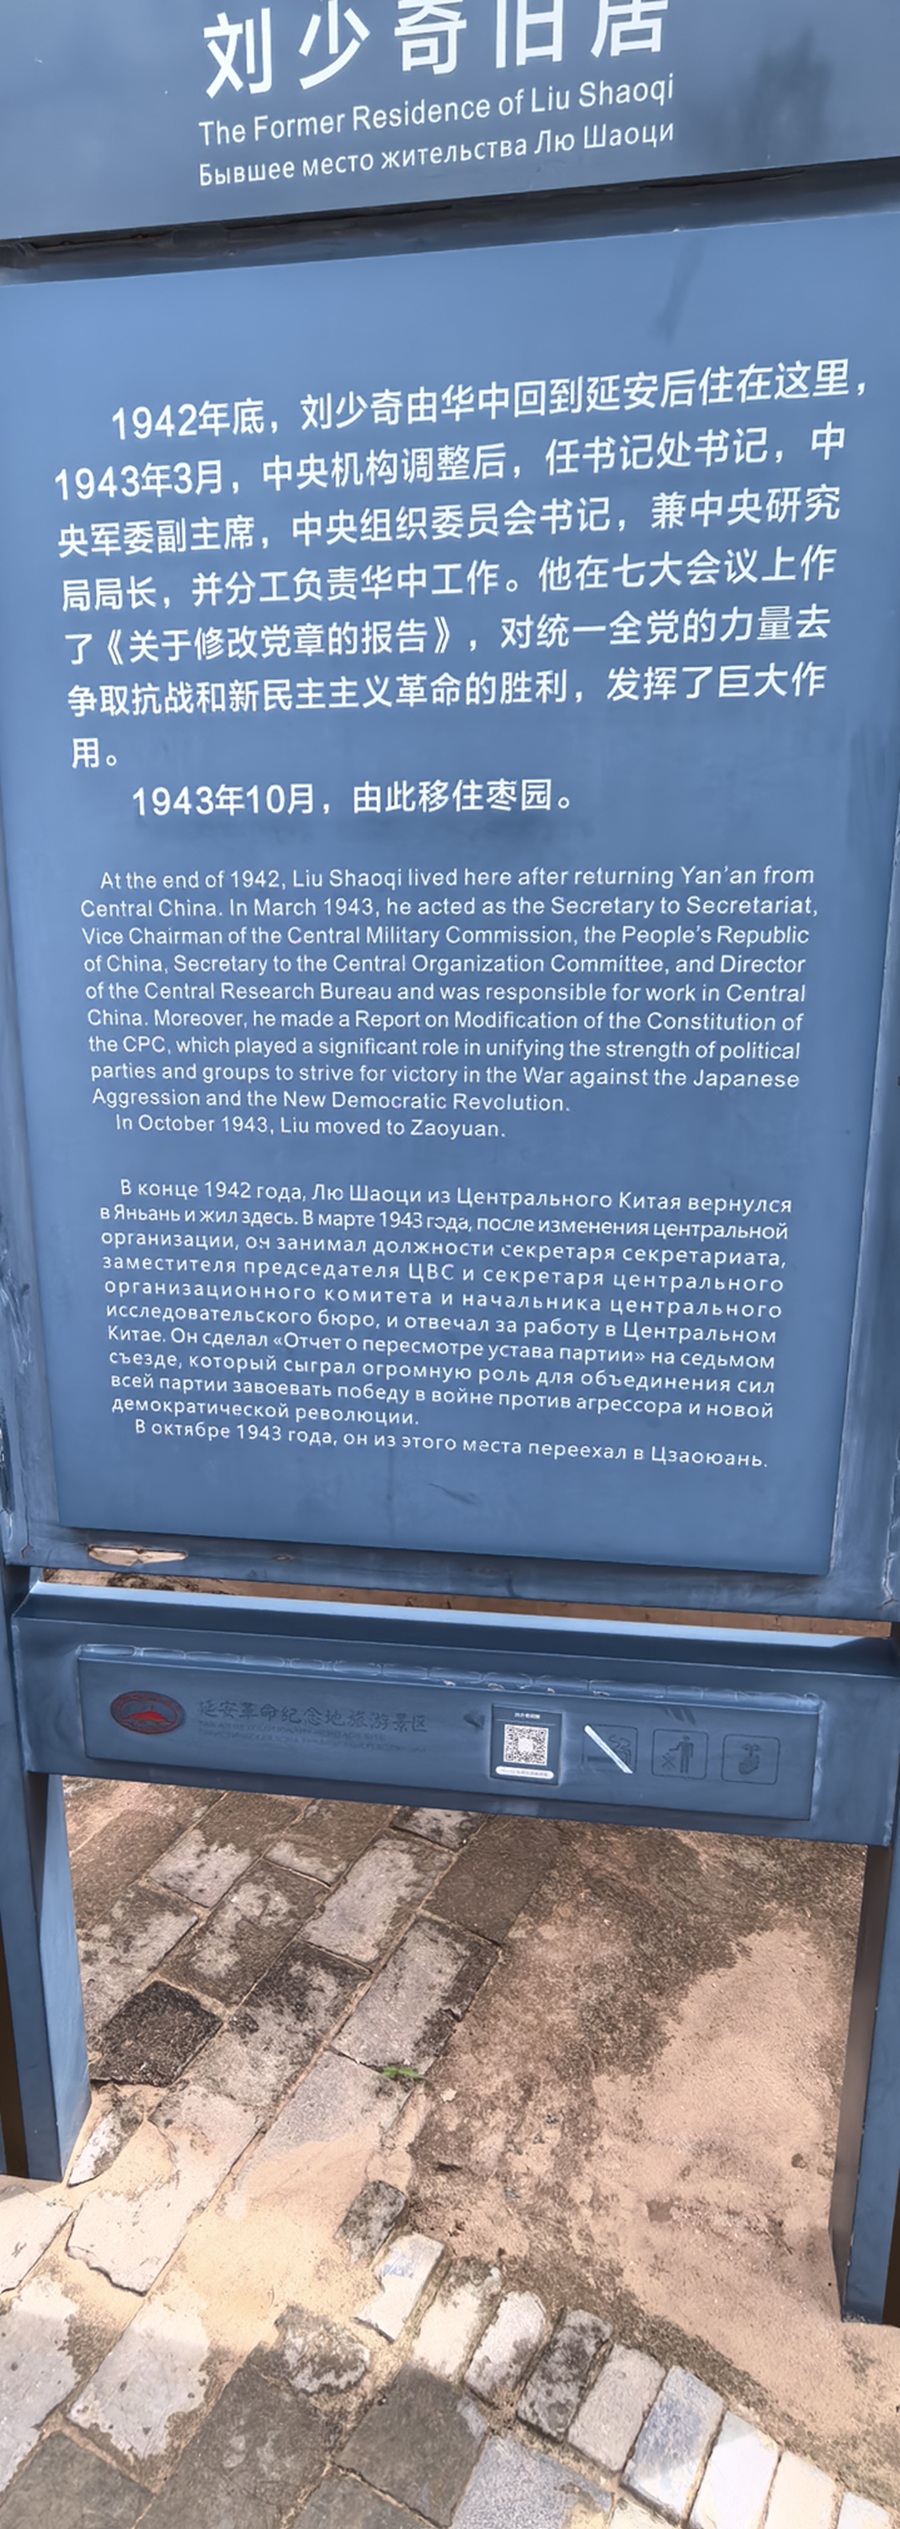 刘少奇旧居
The Former Residence of Liu Shaoqi
Бывшее место жительства Лю Шаоци
1942年底，刘少奇由华中回到延安后住在这里，
1943年3月，中央机构调整后，任书记处书记，中
央军委副主席，中央组织委员会书记，兼中央研究
局局长，并分工负责华中工作。他在七大会议上作
了《关于修改党章的报告》，对统一全党的力量去
争取抗战和新民主主义革命的胜利，发挥了巨大作
用。
1943年10月，由此移住枣园。
At the end of 1942, Liu Shaoqi lived here after returning Yan'an from
Central China. In March 1943, he acted as the Secretary to Secretariat,
Vice Chairman of the Central Military Commission, the People's Republic
of China, Secretary to the Central Organization Committee, and Director
of the Central Research Bureau and was responsible for work in Central
China. Moreover, he made a Report on Modification of the Constitution of
the CPC, which played a significant role in unifying the strength of political
parties and groups to strive for victory in the War against the Japanese
Aggression and the New Democratic Revolution.
In October 1943, Liu moved to Zaoyuan.
В конце 1942 года, Лю Шаоци из Центрального Китая вернулся
в Яньань и жил здесь. В марте 1943 года, после изменения центральной
организации, он занимал должности секретаря секретариата,
заместителя председателя ЦВС и секретаря центрального
организационного комитета и начальника центрального
исследовательского бюро, и отвечал за работу в Центральном
Китае. Он сделал «Отчет о пересмотре устава партии» на седьмом
съезде, который сыграл огромную роль для объединения сил
всей партии завоевать победу в войне против агрессора и новой
демократической революции.
В октябре 1943 года, он из этого места переехал в Цзаоюань.
延安革命纪念地旅游景区